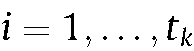 i = 1, . . . , t_k